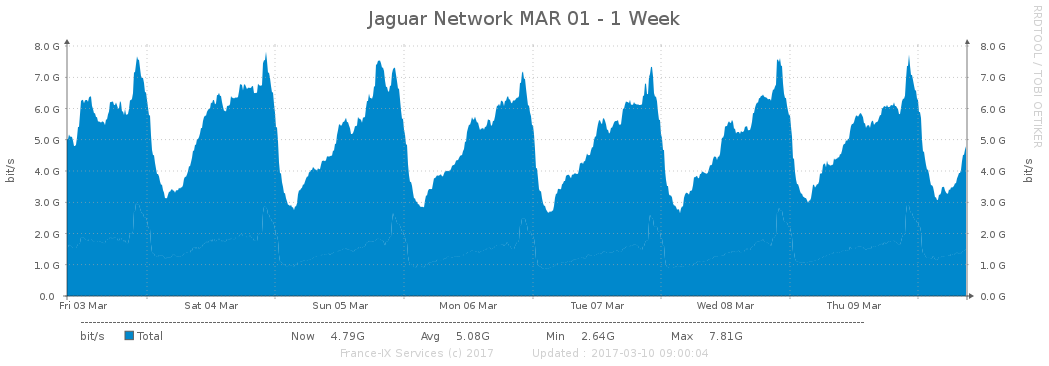 Jaguar Network MAR 01 - 1 Week
RRDTOOL / TOBI OETIKER
8.0 G 8.0 G
7.0 G 7.0 G
6.0 G 6.0 G
5.0 G 5.0 G
4.0 G 4.0 G
3.0 G 3.0 G
2.0 G 2.0 G
1.0 G 1.0 G
0.0 0.0 G
bit/s
bit/s
Fri 03 Mar Sat 04 Mar Sun 05 Mar Mon 06 Mar Tue 07 Mar Wed 08 Mar Thu 09 Mar
bit/s Total Now 4.79G Avg 5.08G Min 2.64G Max 7.81G
France-IX Services (c) 2017 Updated : 2017-03-10 09:00:04